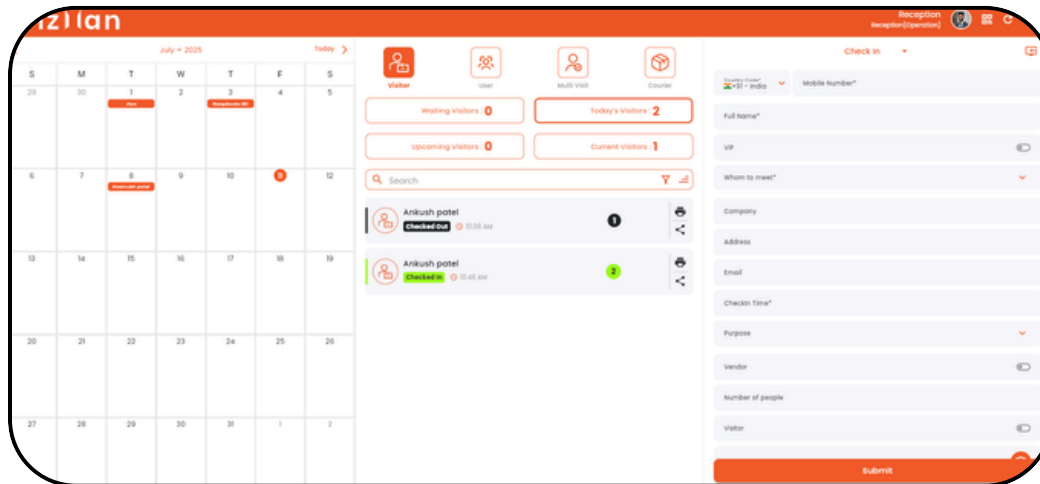 Reception
Reception(Operation)
July - 2025
Today
S M T W T F S
29 30 1 2 3 4 5
6 7 8 9 10 11 12
13 14 15 16 17 18 19
20 21 22 23 24 25 26
27 28 29 30 31 1 2
Visitor
User
Multi Visit
Courier
Waiting Visitors : 0
Today's Visitors : 2
Upcoming Visitors : 0
Current Visitors : 1
Search
Ankush patel
Checked Out
1
Ankush patel
Checked In 10:46 AM
2
Check In
Country Code*
+91 - India
Mobile Number*
Full Name*
VIP
Whom to meet*
Company
Address
Email
Checkin Time*
Purpose
Vendor
Number of people
Visitor
Submit